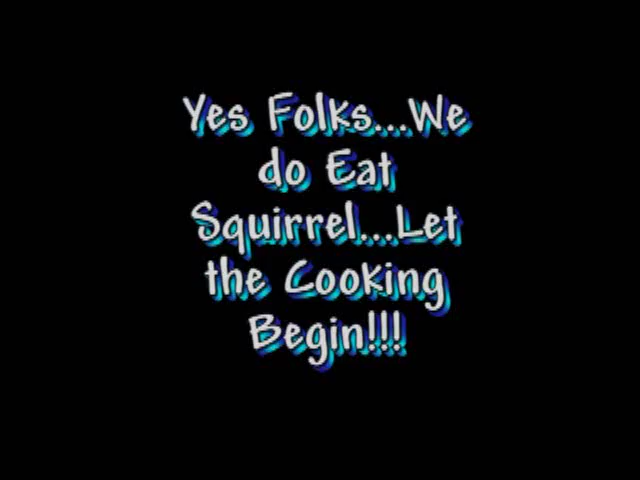 Yes Folks...We
do Eat
Squirrel...Let
the Cooking
Begin!!!